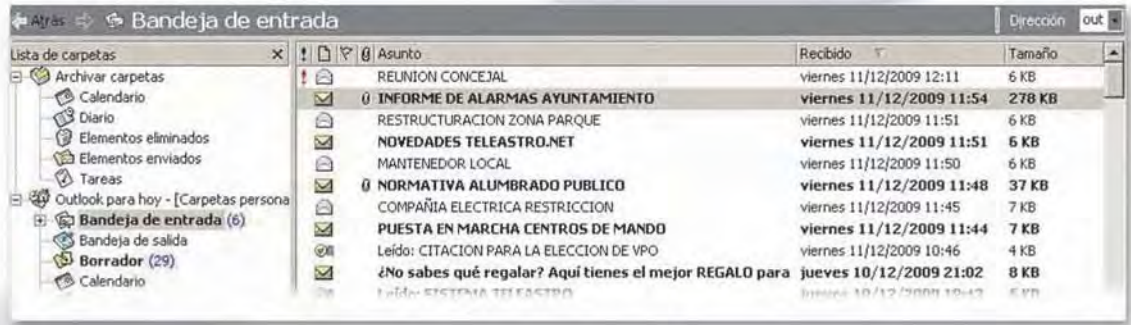 Atrás Bandeja de entrada Dirección out
Lista de carpetas x ! Asunto Recibido Tamaño
Archivar carpetas
Calendario
Diario
Elementos eliminados
Elementos enviados
Tareas
Outlook para hoy - [Carpetas persona
Bandeja de entrada (6)
Bandeja de salida
Borrador (29)
Calendario
REUNION CONCEJAL viernes 11/12/2009 12:11 6 KB
INFORME DE ALARMAS AYUNTAMIENTO viernes 11/12/2009 11:54 278 KB
RESTRUCTURACION ZONA PARQUE viernes 11/12/2009 11:51 6 KB
NOVEDADES TELEASTRO.NET viernes 11/12/2009 11:51 6 KB
MANTENEDOR LOCAL viernes 11/12/2009 11:50 6 KB
NORMATIVA ALUMBRADO PUBLICO viernes 11/12/2009 11:48 37 KB
COMPAÑIA ELECTRICA RESTRICCION viernes 11/12/2009 11:45 7 KB
PUESTA EN MARCHA CENTROS DE MANDO viernes 11/12/2009 11:44 7 KB
Leído: CITACION PARA LA ELECCION DE VPO viernes 11/12/2009 10:46 4 KB
¿No sabes qué regalar? Aquí tienes el mejor REGALO para jueves 10/12/2009 21:02 8 KB
Leído: SISTEMA TELEASTRO jueves 10/12/2009